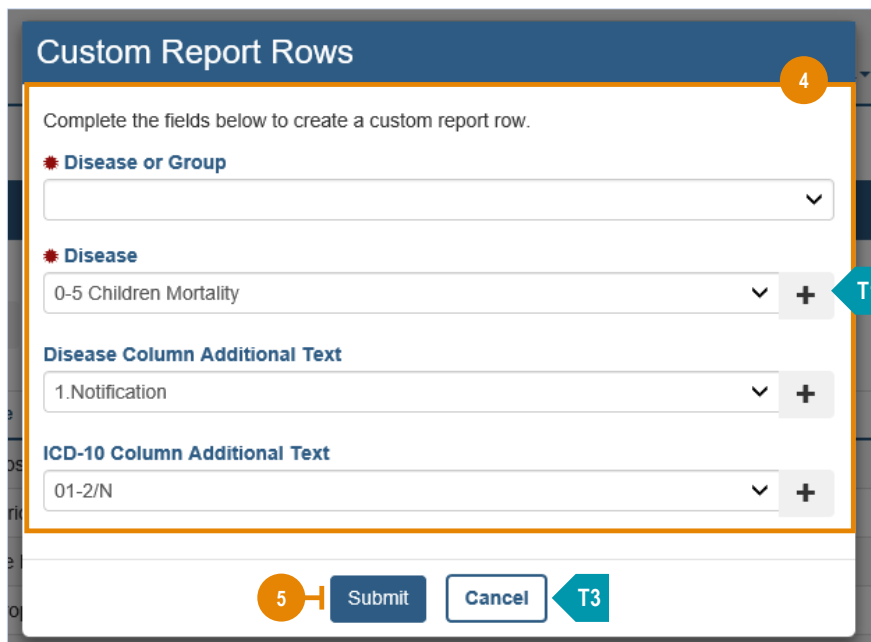 Custom Report Rows
4
Complete the fields below to create a custom report row.
Disease or Group
Disease
0-5 Children Mortality
Disease Column Additional Text
1.Notification
ICD-10 Column Additional Text
01-2/N
5
Submit
Cancel
T3